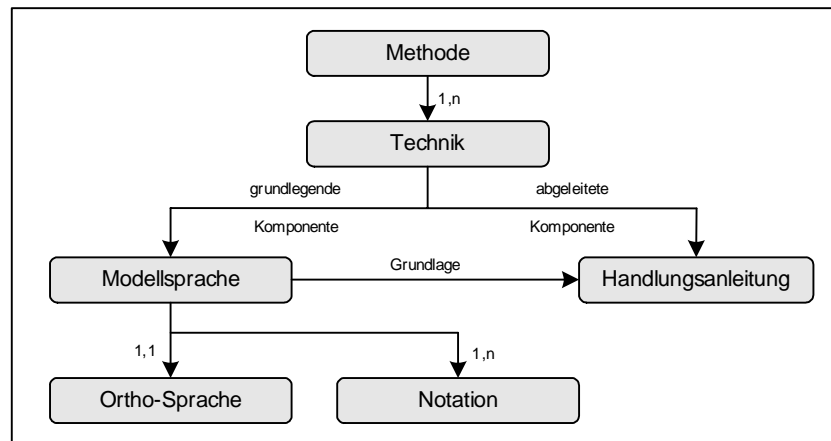 Methode
1,n
Technik
grundlegende
abgeleitete
Komponente
Komponente
Modellsprache
Grundlage
Handlungsanleitung
1,1
1,n
Ortho-Sprache
Notation